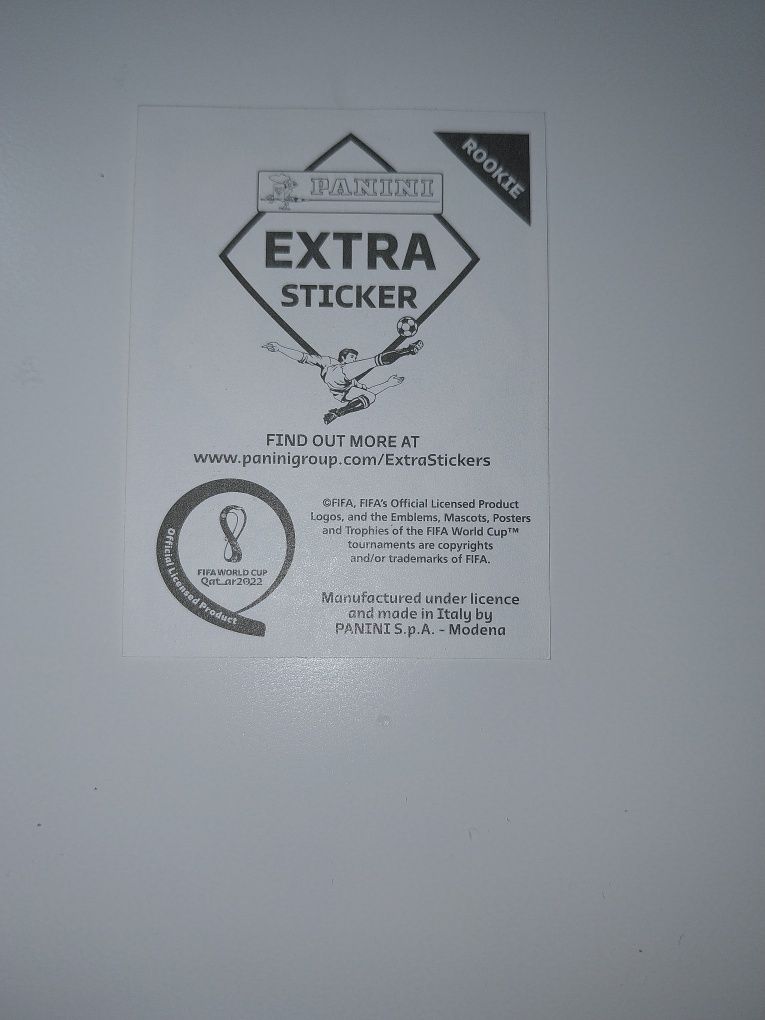 ROOKIE
PANINI
EXTRA
STICKER
FIND OUT MORE AT
www.paninigroup.com/ExtraStickers
©FIFA, FIFA's Official Licensed Product
Logos, and the Emblems, Mascots, Posters
and Trophies of the FIFA World Cup™
tournaments are copyrights
and/or trademarks of FIFA.
FIFA WORLD CUP
Qatar2022
Official Licensed Product
Manufactured under licence
and made in Italy by
PANINI S.p.A. - Modena